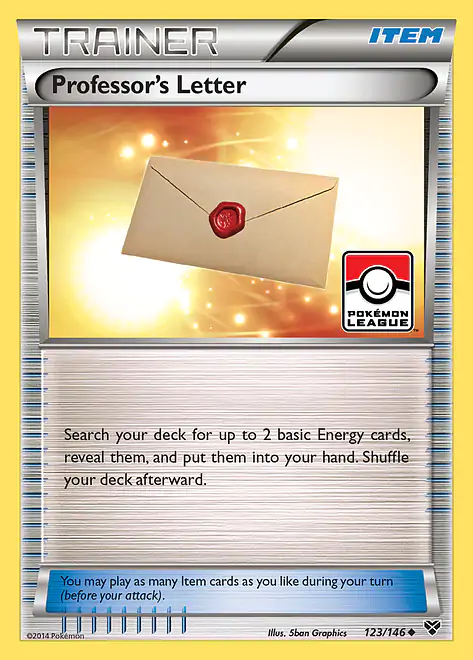 TRAINER
ITEM
Professor's Letter
POKÉMON
LEAGUE
Search your deck for up to 2 basic Energy cards,
reveal them, and put them into your hand. Shuffle
your deck afterward.
You may play as many Item cards as you like during your turn
(before your attack).
©2014 Pokémon
Illus. 5ban Graphics
123/146
XY